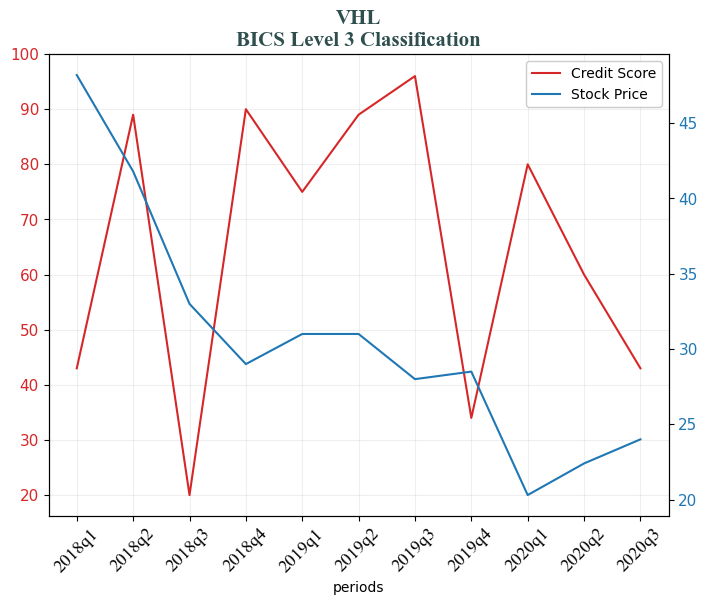 VHL
BICS Level 3 Classification
Credit Score
Stock Price
100
90
80
70
60
50
40
30
20
45
40
35
30
25
20
2018q1
2018q2
2018q3
2018q4
2019q1
2019q2
2019q3
2019q4
2020q1
2020q2
2020q3
periods